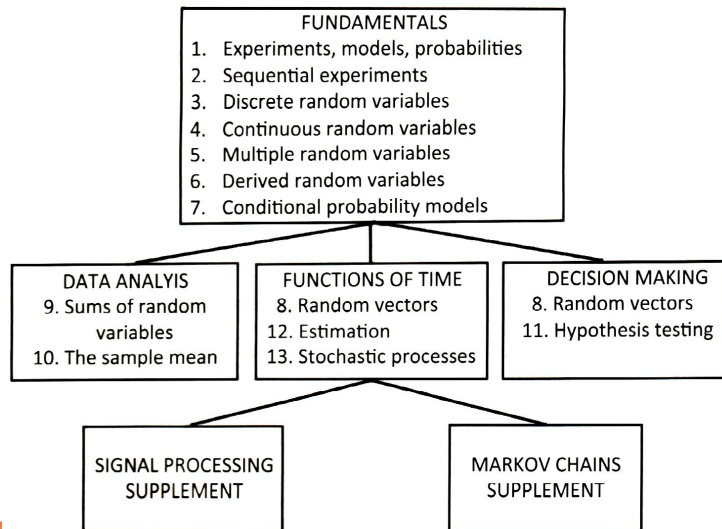 FUNDAMENTALS
1. Experiments, models, probabilities
2. Sequential experiments
3. Discrete random variables
4. Continuous random variables
5. Multiple random variables
6. Derived random variables
7. Conditional probability models
DATA ANALYIS
9. Sums of random
variables
10. The sample mean
FUNCTIONS OF TIME
8. Random vectors
12. Estimation
13. Stochastic processes
DECISION MAKING
8. Random vectors
11. Hypothesis testing
SIGNAL PROCESSING
SUPPLEMENT
MARKOV CHAINS
SUPPLEMENT